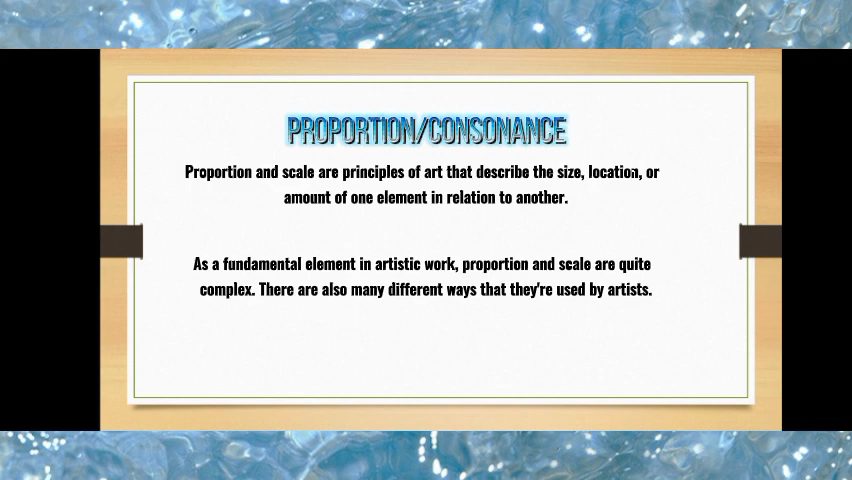 PROPORTION/CONSONANCE
Proportion and scale are principles of art that describe the size, location, or
amount of one element in relation to another.
As a fundamental element in artistic work, proportion and scale are quite
complex. There are also many different ways that they're used by artists.